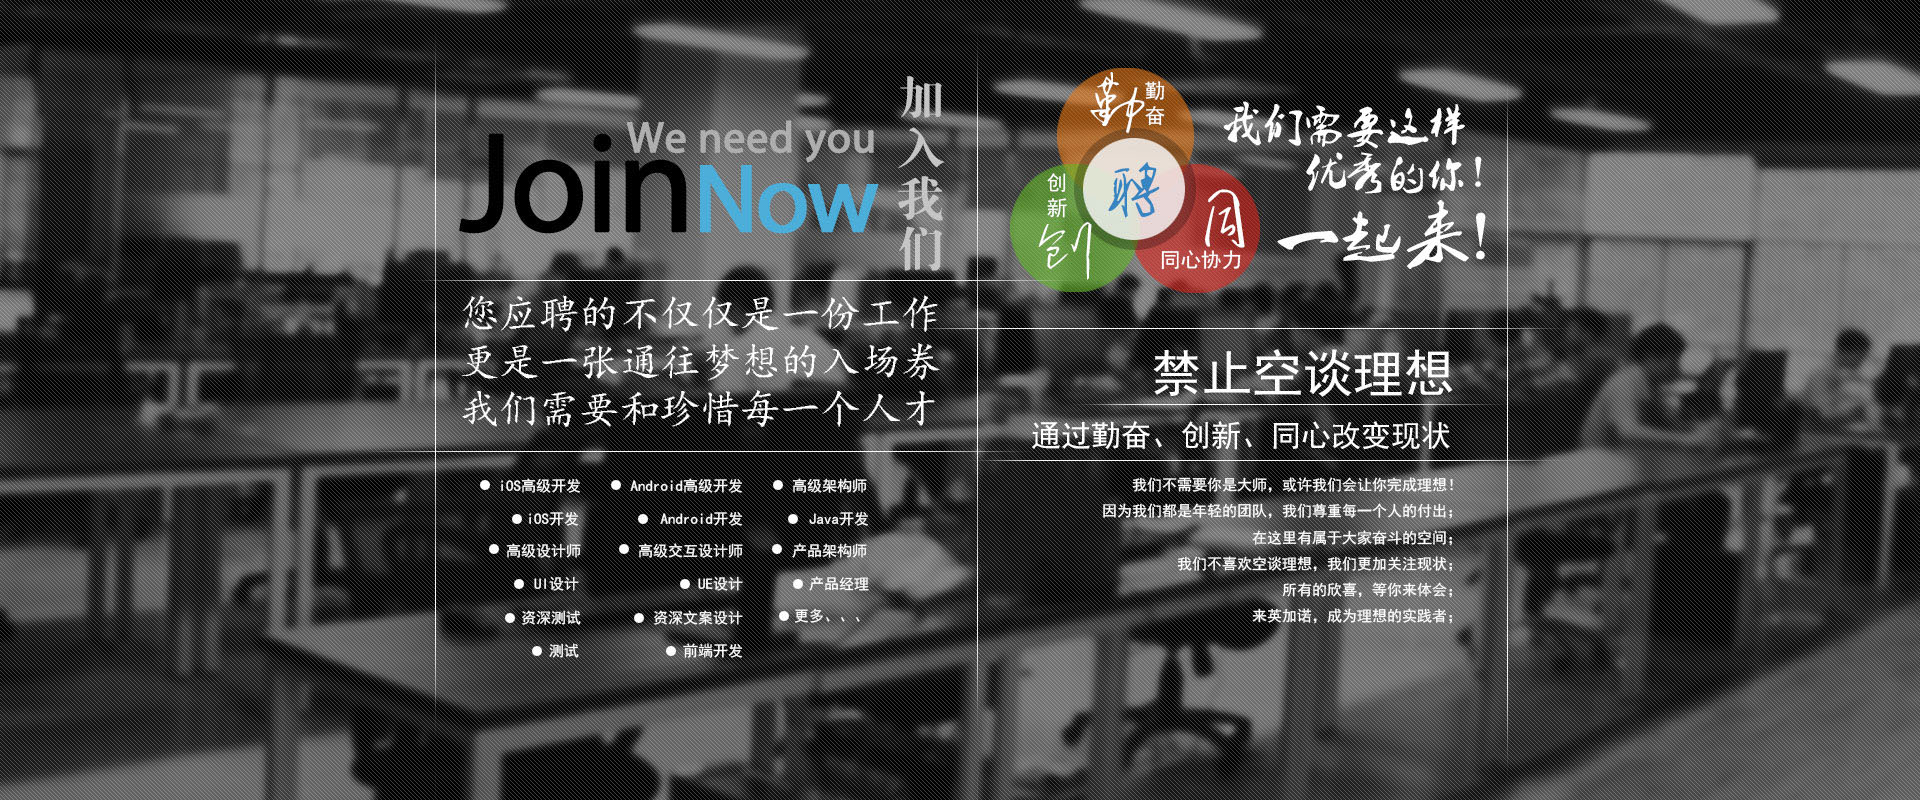 We need you
Join Now
加入我们
您应聘的不仅仅是一份工作
更是一张通往梦想的入场券
我们需要和珍惜每一个人才
iOS高级开发
Android高级开发
高级架构师
iOS开发
Android开发
Java开发
高级设计师
高级交互设计师
产品架构师
UI设计
UE设计
产品经理
资深测试
资深文案设计
更多、、、
测试
前端开发
勤
勤奋
聘
创新
创
同
同心协力
我们需要这样
优秀的你！
一起来！
禁止空谈理想
通过勤奋、创新、同心改变现状
我们不需要你是大师，或许我们会让你完成理想！
因为我们都是年轻的团队，我们尊重每一个人的付出；
在这里有属于大家奋斗的空间；
我们不喜欢空谈理想，我们更加关注现状；
所有的欣喜，等你来体会；
来英加诺，成为理想的实践者；